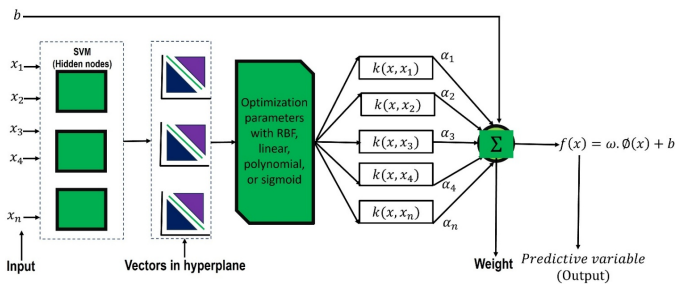 b
SVM
(Hidden nodes)
x₁
x₂
x₃
x₄
xₙ
Input
Vectors in hyperplane
Optimization
parameters
with RBF,
linear,
polynomial,
or sigmoid
k(x, x₁)
k(x, x₂)
k(x, x₃)
k(x, x₄)
k(x, xₙ)
α₁
α₂
α₃
α₄
αₙ
Σ
Weight
f(x) = ω.∅(x) + b
Predictive variable
(Output)